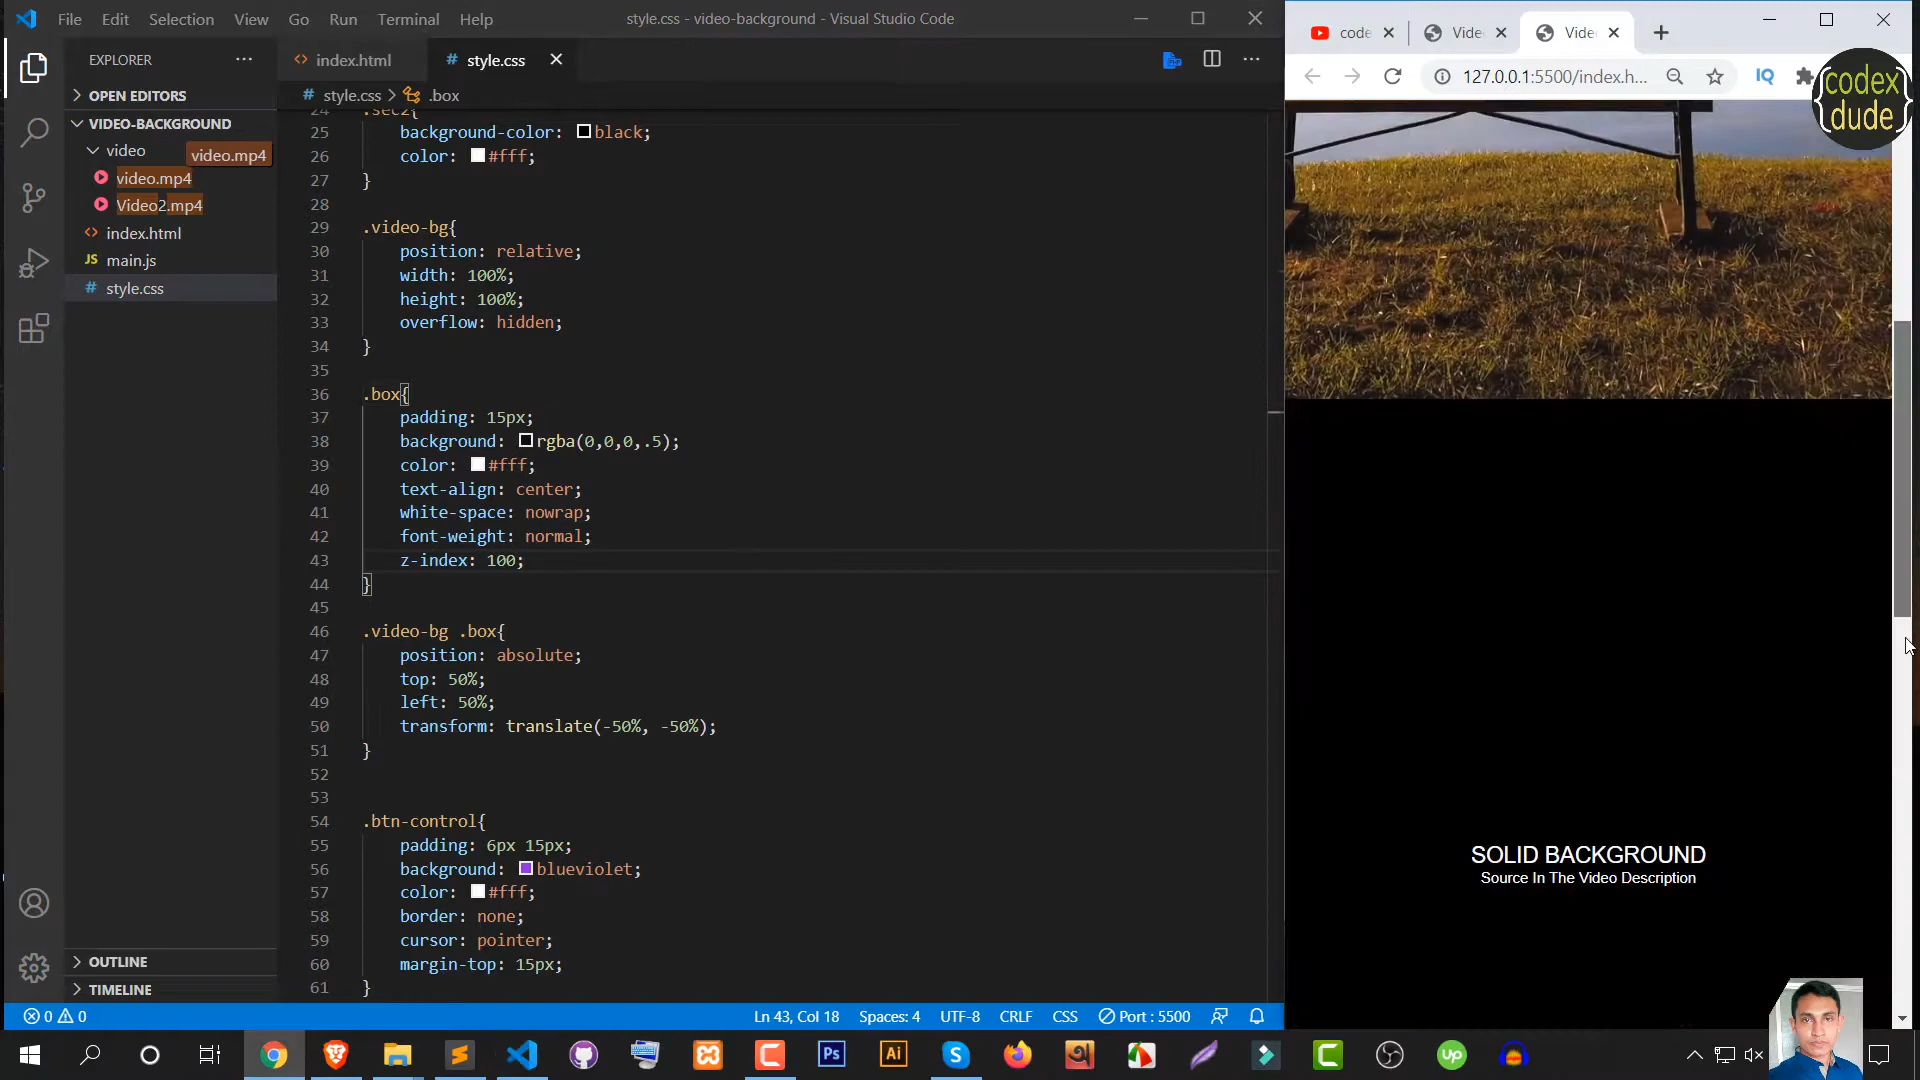 File Edit Selection View Go Run Terminal Help
style.css - video-background - Visual Studio Code
EXPLORER
OPEN EDITORS
VIDEO-BACKGROUND
video
video.mp4
video.mp4
Video2.mp4
index.html
main.js
style.css
OUTLINE
TIMELINE
index.html
# style.css
# style.css > .box
24 .sec2{
25 background-color: black;
26 color: #fff;
27 }
28
29 .video-bg{
30 position: relative;
31 width: 100%;
32 height: 100%;
33 overflow: hidden;
34 }
35
36 .box{
37 padding: 15px;
38 background: rgba(0,0,0,.5);
39 color: #fff;
40 text-align: center;
41 white-space: nowrap;
42 font-weight: normal;
43 z-index: 100;
44 }
45
46 .video-bg .box{
47 position: absolute;
48 top: 50%;
49 left: 50%;
50 transform: translate(-50%, -50%);
51 }
52
53
54 .btn-control{
55 padding: 6px 15px;
56 background: blueviolet;
57 color: #fff;
58 border: none;
59 cursor: pointer;
60 margin-top: 15px;
61 }
0 0
Ln 43, Col 18 Spaces: 4 UTF-8 CRLF CSS Port : 5500
code
Vide
Vide
127.0.0.1:5500/index.h...
IQ
{codex
dude}
SOLID BACKGROUND
Source In The Video Description
Ps
Ai
S
up